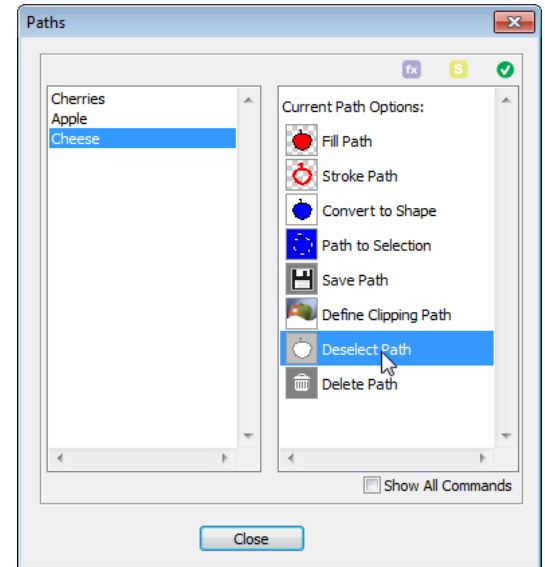 Paths
fx S
Cherries
Apple
Cheese
Current Path Options:
Fill Path
Stroke Path
Convert to Shape
Path to Selection
Save Path
Define Clipping Path
Deselect Path
Delete Path
Show All Commands
Close